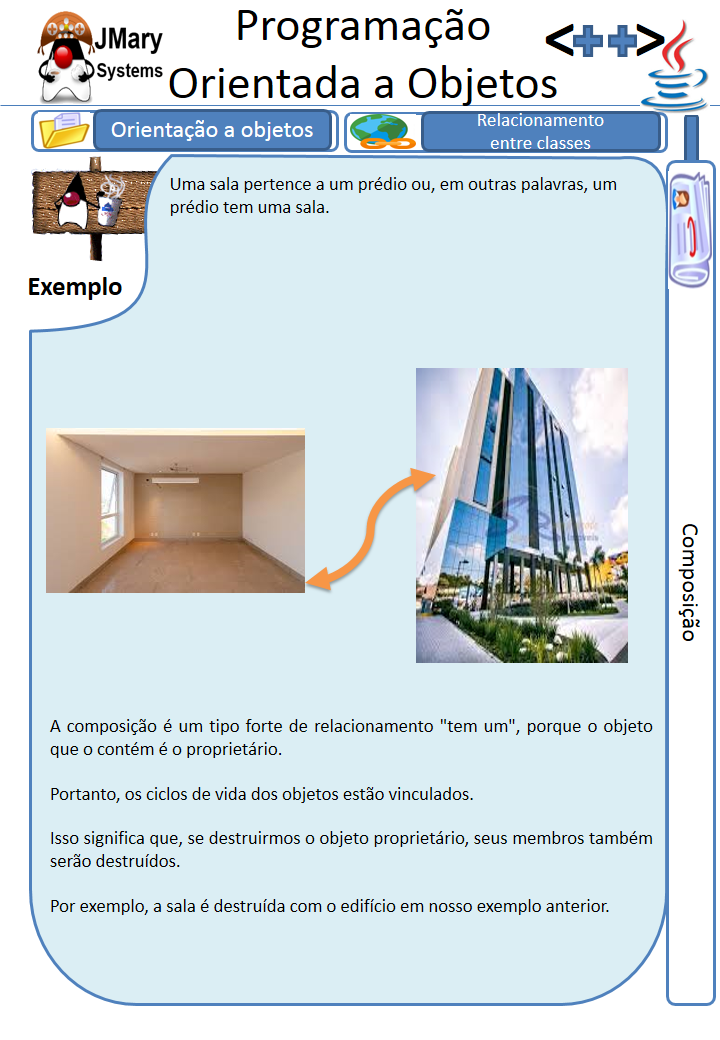 JMary
Systems
Programação
Orientada a Objetos
<++>
Orientação a objetos
Relacionamento
entre classes
Uma sala pertence a um prédio ou, em outras palavras, um
prédio tem uma sala.
Exemplo
Composição
A composição é um tipo forte de relacionamento "tem um", porque o objeto
que o contém é o proprietário.
Portanto, os ciclos de vida dos objetos estão vinculados.
Isso significa que, se destruirmos o objeto proprietário, seus membros também
serão destruídos.
Por exemplo, a sala é destruída com o edifício em nosso exemplo anterior.